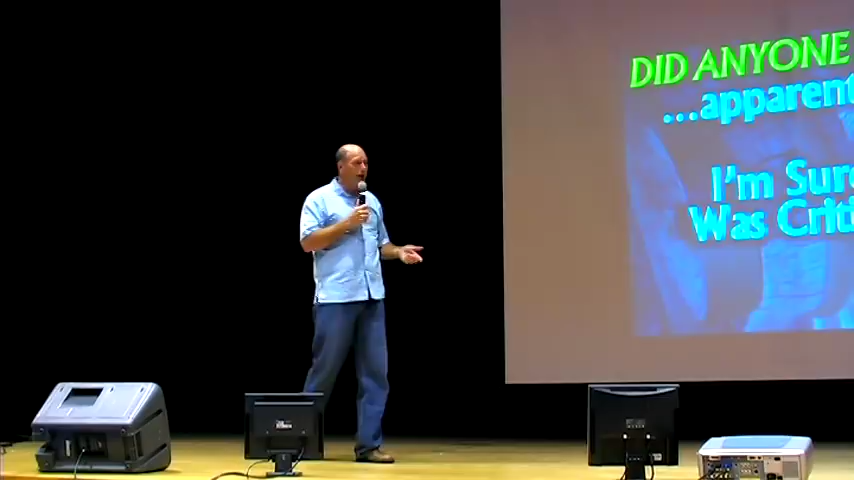 DID ANYONE
...apparent
I'm Sure
Was Criti